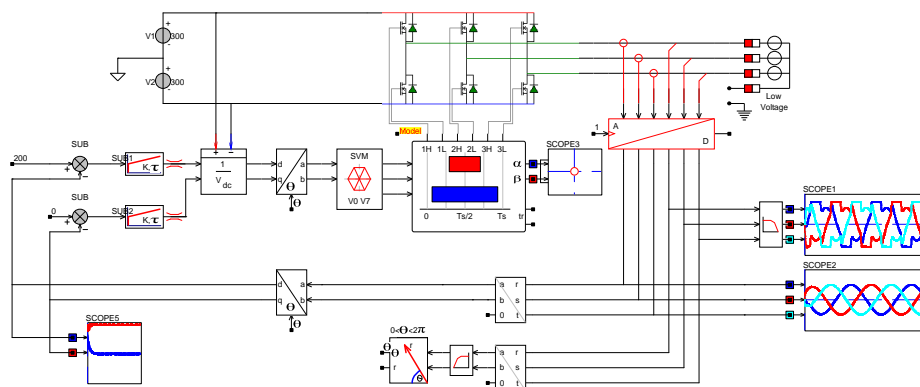 V1 + 300 -
V2 + 300 -
Low
Voltage
Model
1 A D
1H 1L 2H 2L 3H 3L
0 Ts/2 Ts
tr
α
β
SCOPE3
SUB
200 + -
SUB1
K,τ
1
V dc
d a
q b
Θ
Θ
SVM
V0 V7
SUB
0 + -
SUB2
K,τ
SCOPE1
SCOPE2
d a
q b
Θ
Θ
a r
b s
0 t
SCOPE5
0<Θ<2π
Θ r
r Θ
a r
b s
0 t